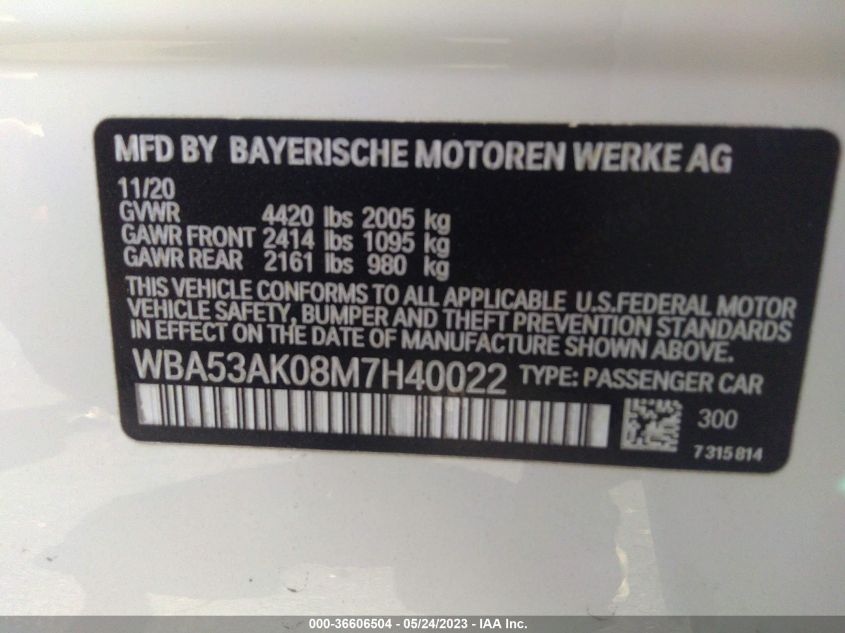 MFD BY BAYERISCHE MOTOREN WERKE AG
11/20
GVWR 4420 lbs 2005 kg
GAWR FRONT 2414 lbs 1095 kg
GAWR REAR 2161 lbs 980 kg
THIS VEHICLE CONFORMS TO ALL APPLICABLE U.S.FEDERAL MOTOR
VEHICLE SAFETY, BUMPER AND THEFT PREVENTION STANDARDS
IN EFFECT ON THE DATE OF MANUFACTURE SHOWN ABOVE.
WBA53AK08M7H40022 TYPE: PASSENGER CAR
300
7 315 814
000-36606504 - 05/24/2023 - IAA Inc.